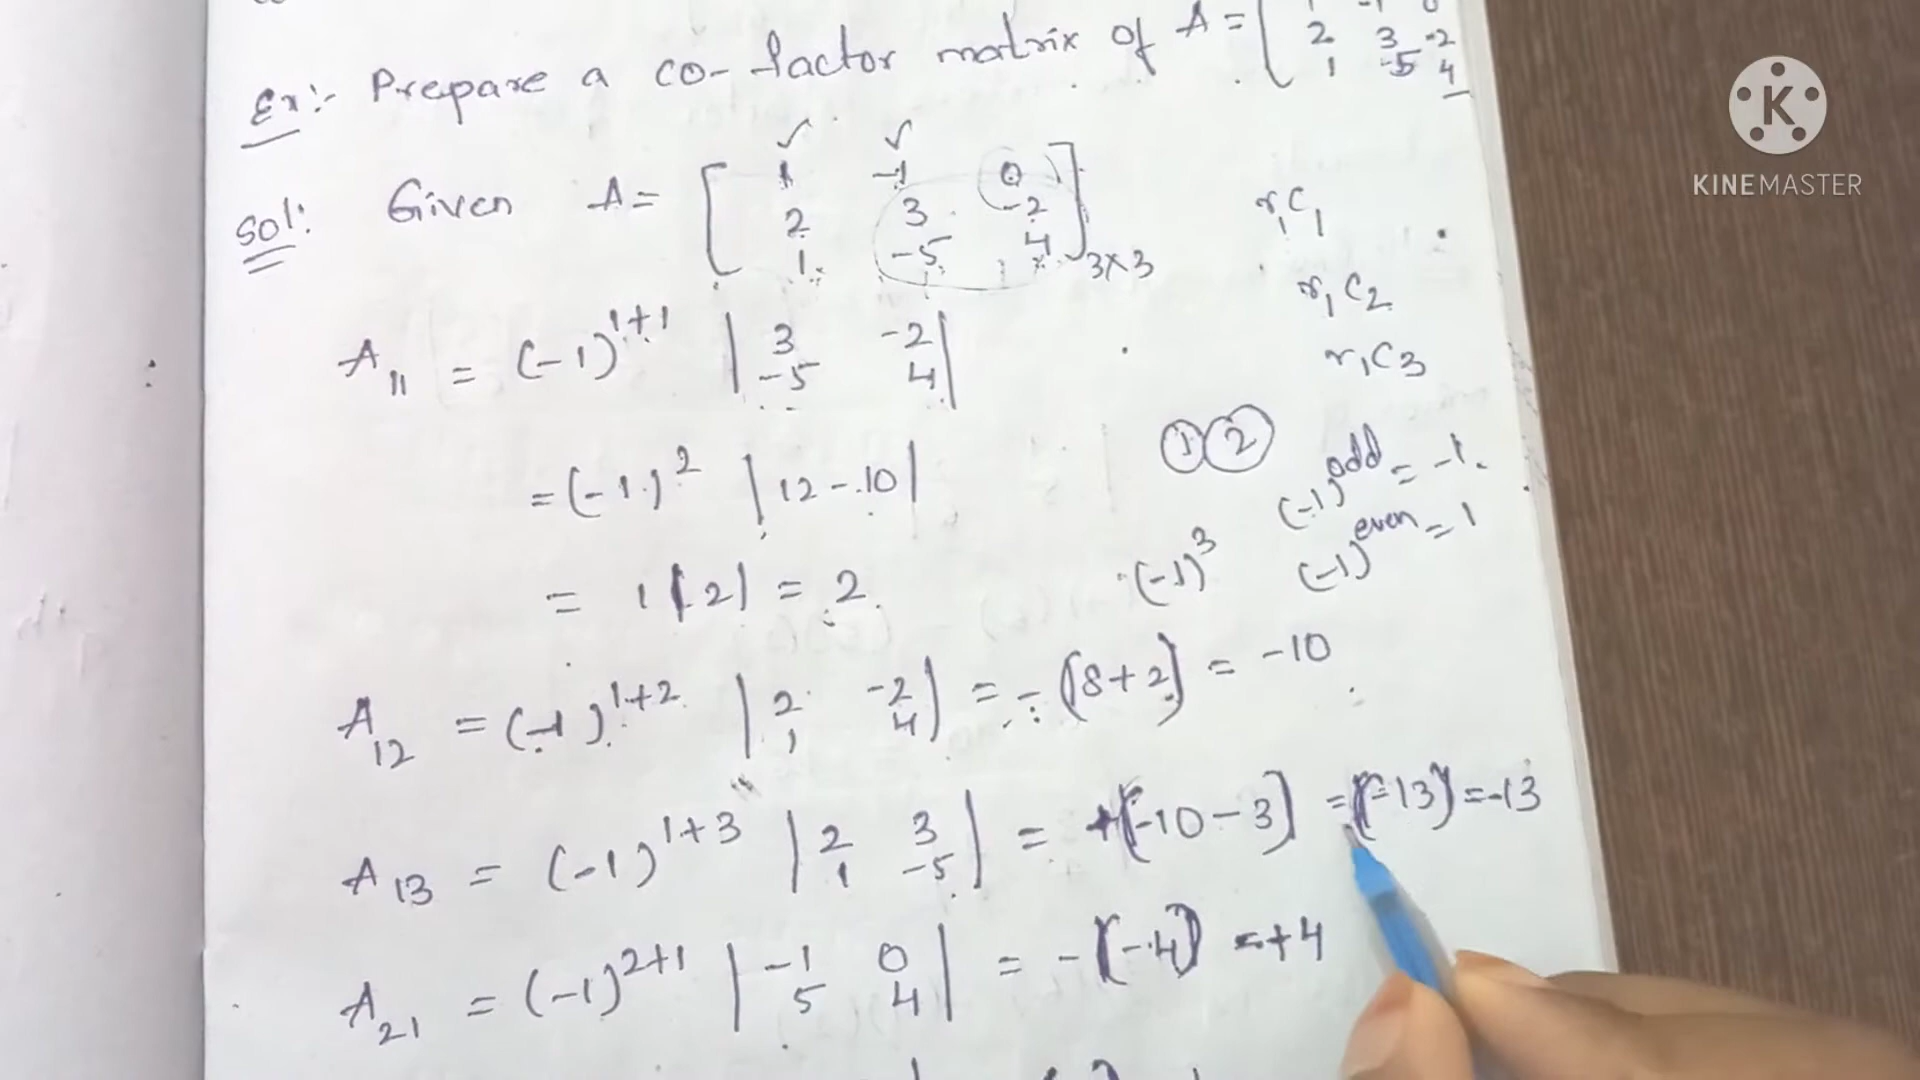 Ex:- Prepare a co-factor matrix of A = [
2 3 -2
1 -5 4
Sol: Given A = [ 1 -1 0
2 3 -2
1 -5 4 ] 3×3
r₁C₁
r₁C₂
r₁C₃
A₁₁ = (-1)¹⁺¹ | 3 -2
-5 4 |
= (-1)² | 12 - 10 |
① ②
(-1)ᵒᵈᵈ = -1
(-1)³ (-1)ᵉᵛᵉⁿ = 1
= 1 |2| = 2
A₁₂ = (-1)¹⁺² | 2 -2
1 4 | = -(8+2) = -10
A₁₃ = (-1)¹⁺³ | 2 3
1 -5 | = +(-10-3) = (-13) = -13
A₂₁ = (-1)²⁺¹ | -1 0
5 4 | = -(-4) = +4
K
KINEMASTER